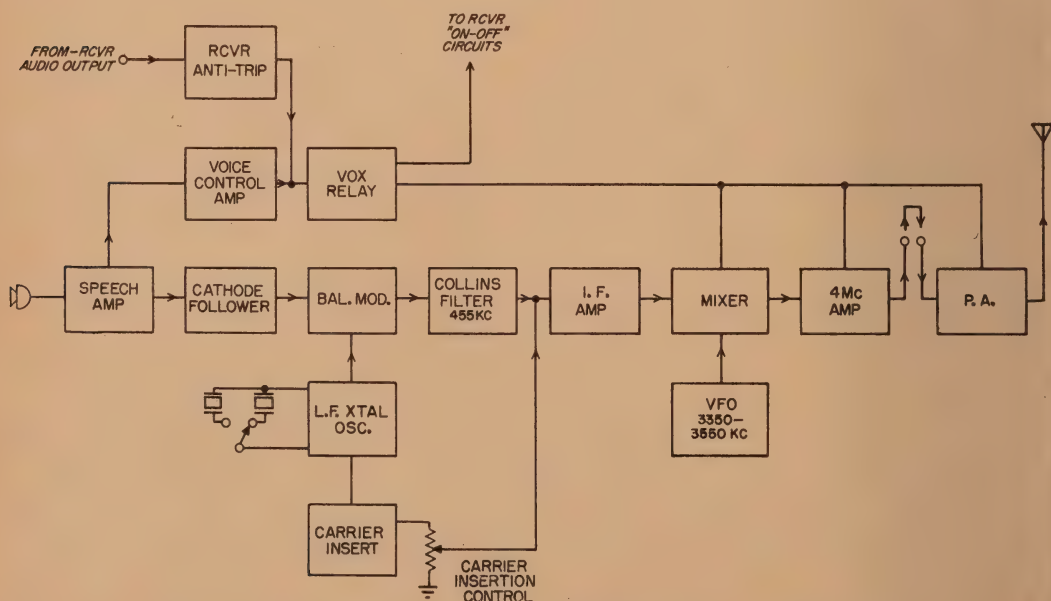 TO RCVR
"ON-OFF"
CIRCUITS
FROM-RCVR
AUDIO OUTPUT
RCVR
ANTI-TRIP
VOICE
CONTROL
AMP
VOX
RELAY
SPEECH
AMP
CATHODE
FOLLOWER
BAL. MOD.
COLLINS
FILTER
455KC
I. F.
AMP
MIXER
4Mc
AMP
P. A.
L.F. XTAL
OSC.
VFO
3350-
3550 KC
CARRIER
INSERT
CARRIER
INSERTION
CONTROL